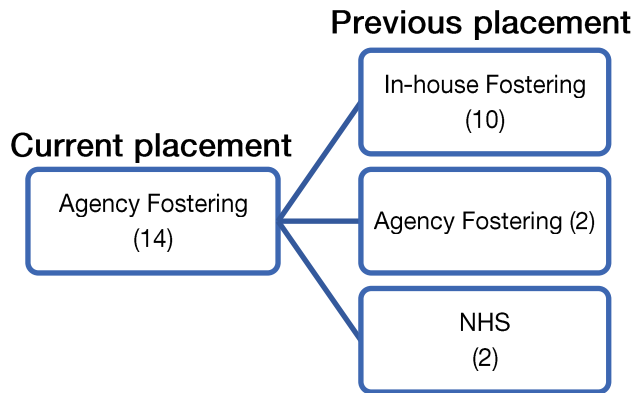 Previous placement
In-house Fostering
(10)
Current placement
Agency Fostering
(14)
Agency Fostering (2)
NHS
(2)